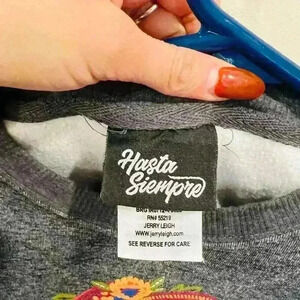 Hasta
Siempre
RN# 55219
JERRY LEIGH
www.jerryleigh.com
SEE REVERSE FOR CARE